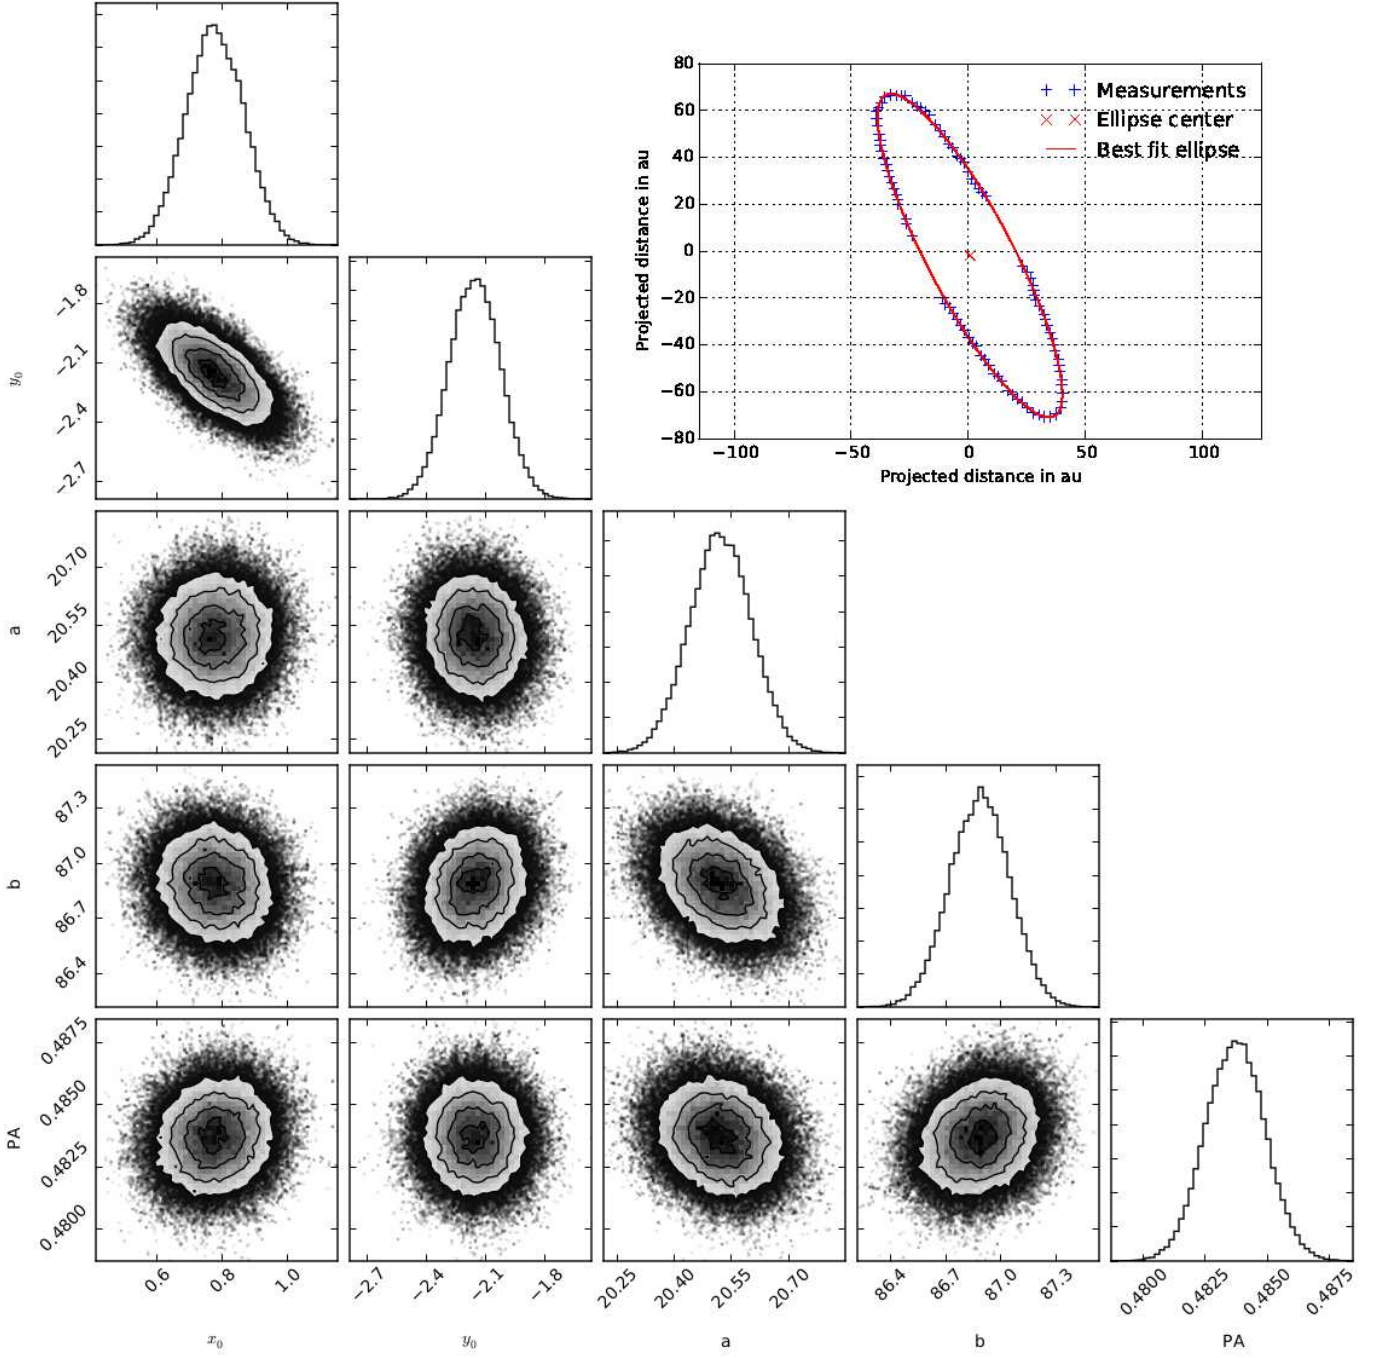 80
60
40
20
0
−20
−40
−60
−80
Projected distance in au
+ + Measurements
× × Ellipse center
Best fit ellipse
−100 −50 0 50 100
Projected distance in au
y0
−1.8
−2.1
−2.4
−2.7
a
20.70
20.55
20.40
20.25
b
87.3
87.0
86.7
86.4
PA
0.4875
0.4850
0.4825
0.4800
0.6 0.8 1.0 −2.7 −2.4 −2.1 −1.8 20.25 20.40 20.55 20.70 86.4 86.7 87.0 87.3 0.4800 0.4825 0.4850 0.4875
x0 y0 a b PA